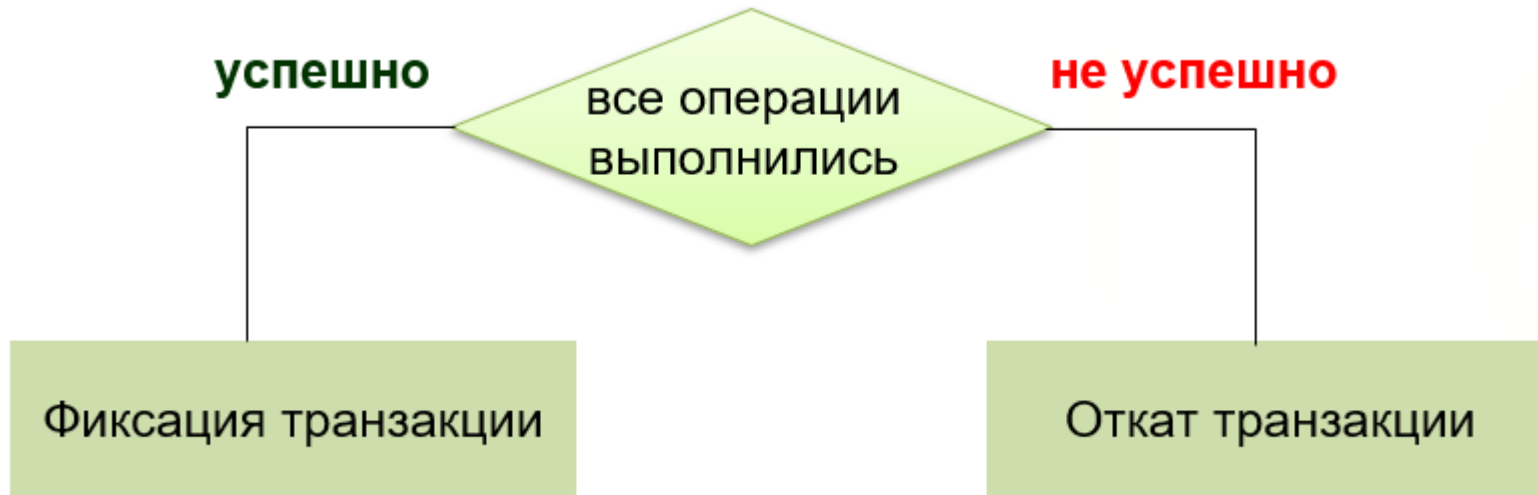 успешно
не успешно
все операции
выполнились
Фиксация транзакции
Откат транзакции